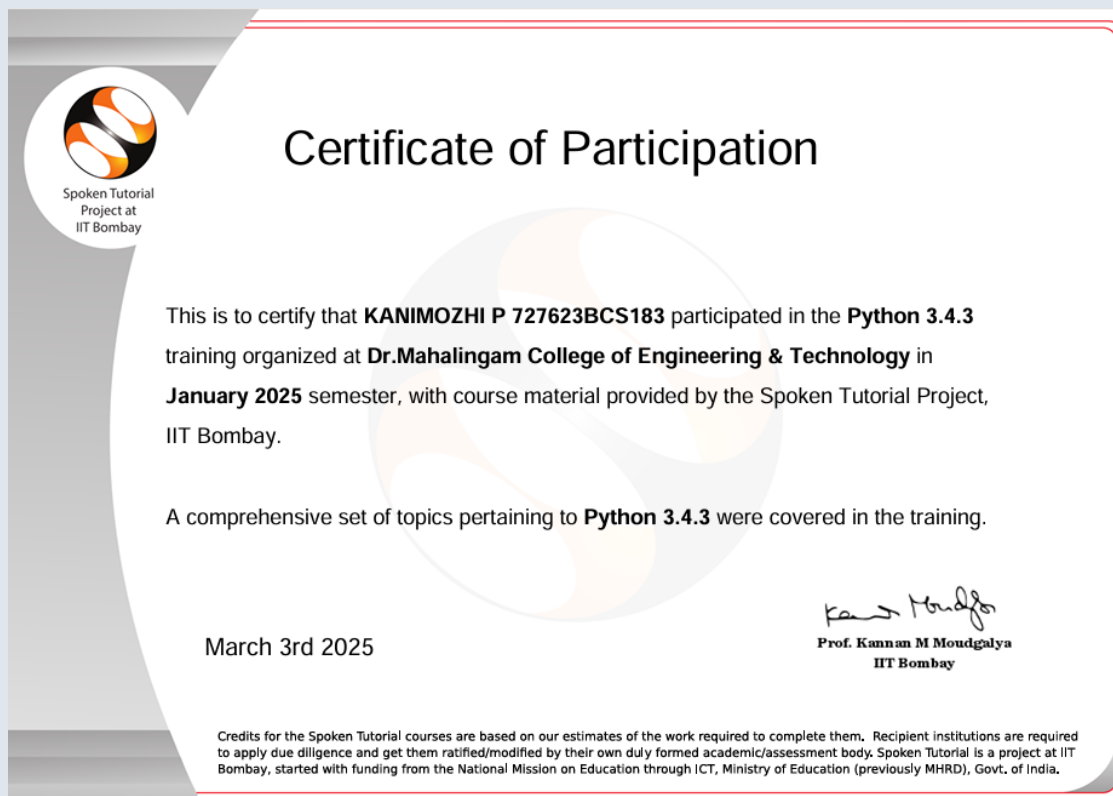 Spoken Tutorial
Project at
IIT Bombay
Certificate of Participation
This is to certify that KANIMOZHI P 727623BCS183 participated in the Python 3.4.3
training organized at Dr.Mahalingam College of Engineering & Technology in
January 2025 semester, with course material provided by the Spoken Tutorial Project,
IIT Bombay.
A comprehensive set of topics pertaining to Python 3.4.3 were covered in the training.
March 3rd 2025
Prof. Kannan M Moudgalya
IIT Bombay
Credits for the Spoken Tutorial courses are based on our estimates of the work required to complete them. Recipient institutions are required
to apply due diligence and get them ratified/modified by their own duly formed academic/assessment body. Spoken Tutorial is a project at IIT
Bombay, started with funding from the National Mission on Education through ICT, Ministry of Education (previously MHRD), Govt. of India.